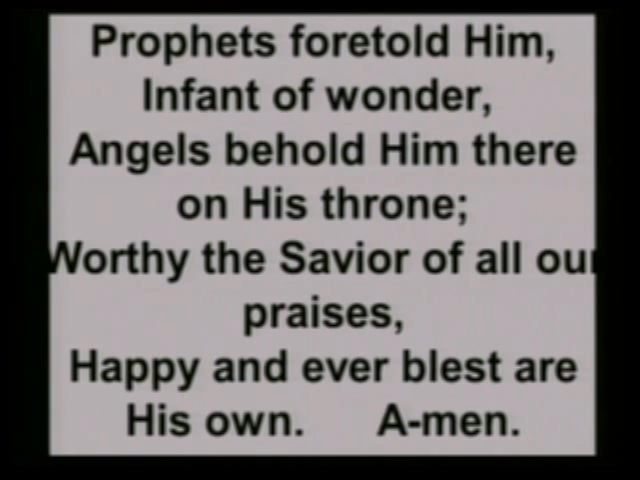 Prophets foretold Him,
Infant of wonder,
Angels behold Him there
on His throne;
Worthy the Savior of all our
praises,
Happy and ever blest are
His own. A-men.